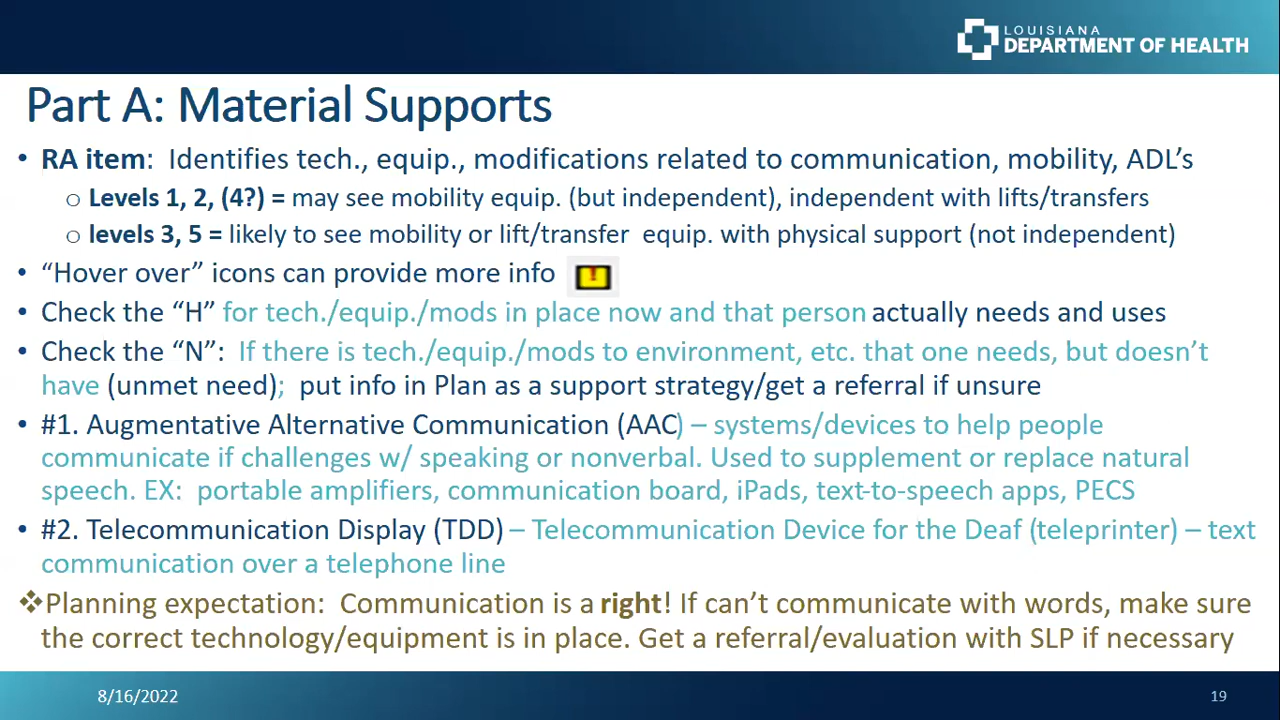 LOUISIANA
DEPARTMENT OF HEALTH
Part A: Material Supports
• RA item:  Identifies tech., equip., modifications related to communication, mobility, ADL's
o Levels 1, 2, (4?) = may see mobility equip. (but independent), independent with lifts/transfers
o levels 3, 5 = likely to see mobility or lift/transfer  equip. with physical support (not independent)
• “Hover over” icons can provide more info !
• Check the “H” for tech./equip./mods in place now and that person actually needs and uses
• Check the “N”:  If there is tech./equip./mods to environment, etc. that one needs, but doesn’t
have (unmet need);  put info in Plan as a support strategy/get a referral if unsure
• #1. Augmentative Alternative Communication (AAC) – systems/devices to help people
communicate if challenges w/ speaking or nonverbal. Used to supplement or replace natural
speech. EX:  portable amplifiers, communication board, iPads, text-to-speech apps, PECS
• #2. Telecommunication Display (TDD) – Telecommunication Device for the Deaf (teleprinter) – text
communication over a telephone line
❖Planning expectation:  Communication is a right! If can’t communicate with words, make sure
the correct technology/equipment is in place. Get a referral/evaluation with SLP if necessary
8/16/2022
19